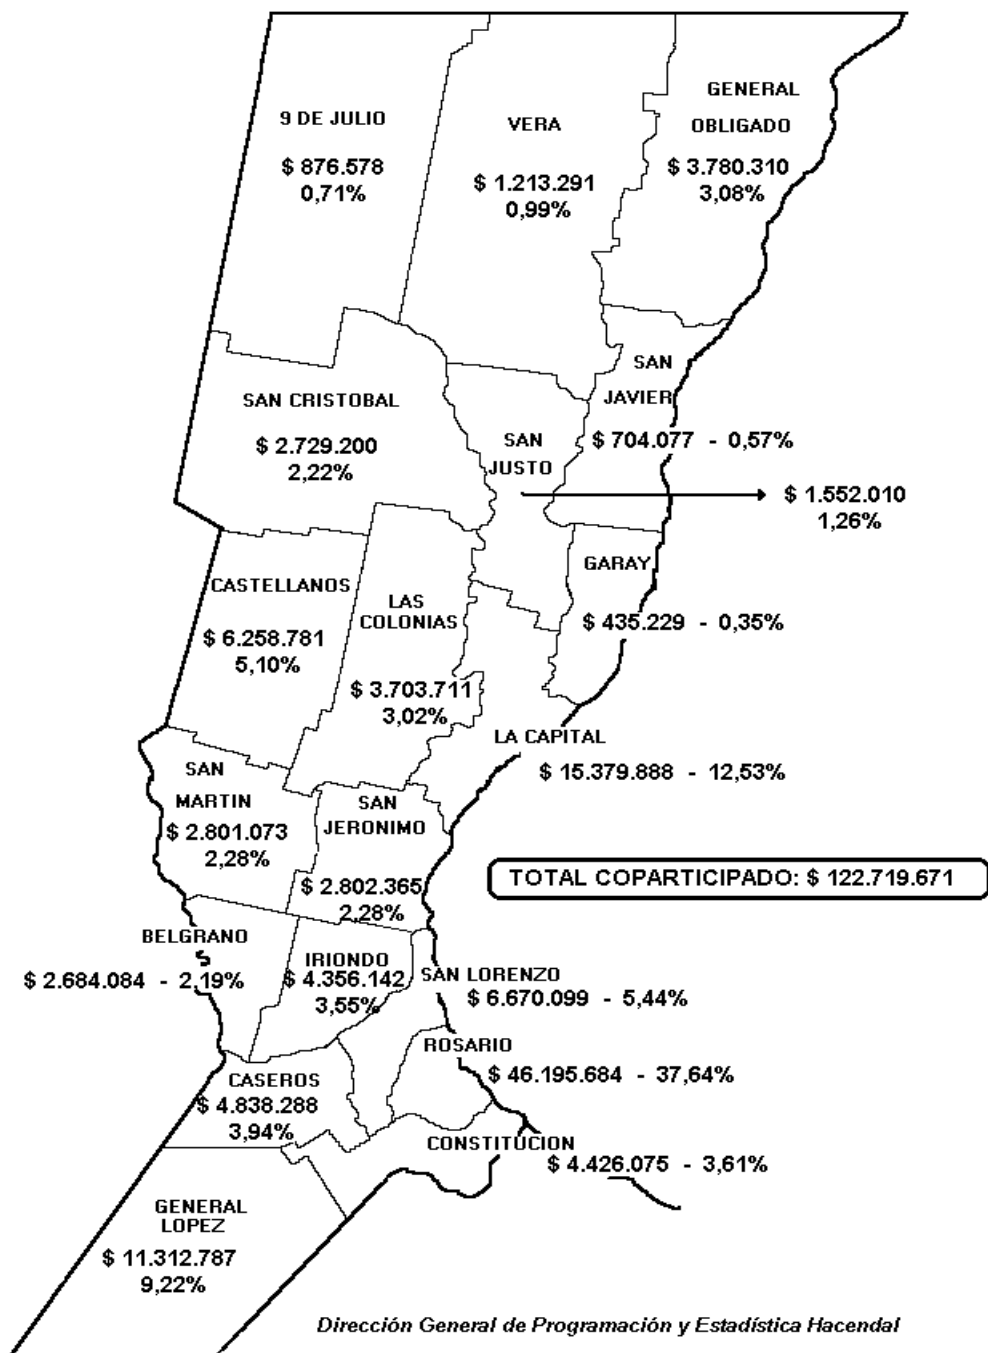 9 DE JULIO
$ 876.578
0,71%
VERA
$ 1.213.291
0,99%
GENERAL
OBLIGADO
$ 3.780.310
3,08%
SAN CRISTOBAL
$ 2.729.200
2,22%
SAN
JUSTO
$ 1.552.010
1,26%
SAN
JAVIER
$ 704.077 - 0,57%
GARAY
$ 435.229 - 0,35%
CASTELLANOS
$ 6.258.781
5,10%
LAS
COLONIAS
$ 3.703.711
3,02%
LA CAPITAL
$ 15.379.888 - 12,53%
SAN
MARTIN
$ 2.801.073
2,28%
SAN
JERONIMO
$ 2.802.365
2,28%
TOTAL COPARTICIPADO: $ 122.719.671
BELGRANO
$ 2.684.084 - 2,19%
IRIONDO
$ 4.356.142
3,55%
SAN LORENZO
$ 6.670.099 - 5,44%
ROSARIO
$ 46.195.684 - 37,64%
CASEROS
$ 4.838.288
3,94%
CONSTITUCION
$ 4.426.075 - 3,61%
GENERAL
LOPEZ
$ 11.312.787
9,22%
Dirección General de Programación y Estadística Hacendal